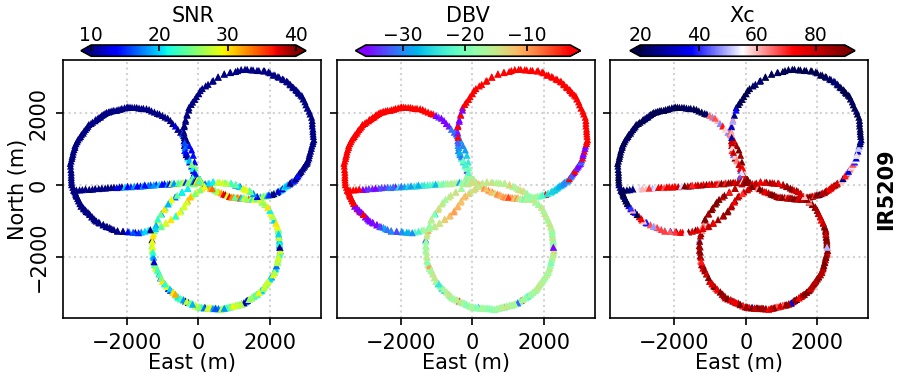 SNR DBV Xc
10 20 30 40 −30 −20 −10 20 40 60 80
North (m)
2000
0
−2000
−2000 0 2000 −2000 0 2000 −2000 0 2000
East (m) East (m) East (m)
IR5209